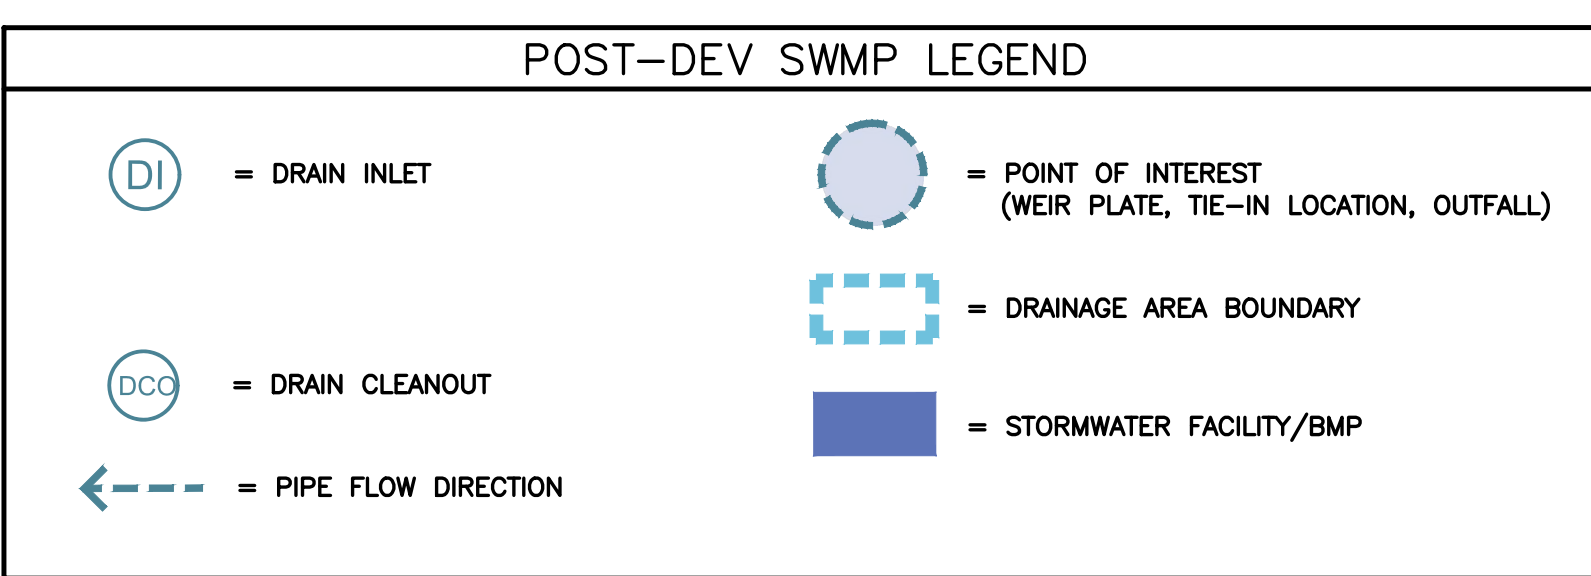 POST-DEV SWMP LEGEND
DI = DRAIN INLET
DCO = DRAIN CLEANOUT
= PIPE FLOW DIRECTION
= POINT OF INTEREST
(WEIR PLATE, TIE-IN LOCATION, OUTFALL)
= DRAINAGE AREA BOUNDARY
= STORMWATER FACILITY/BMP